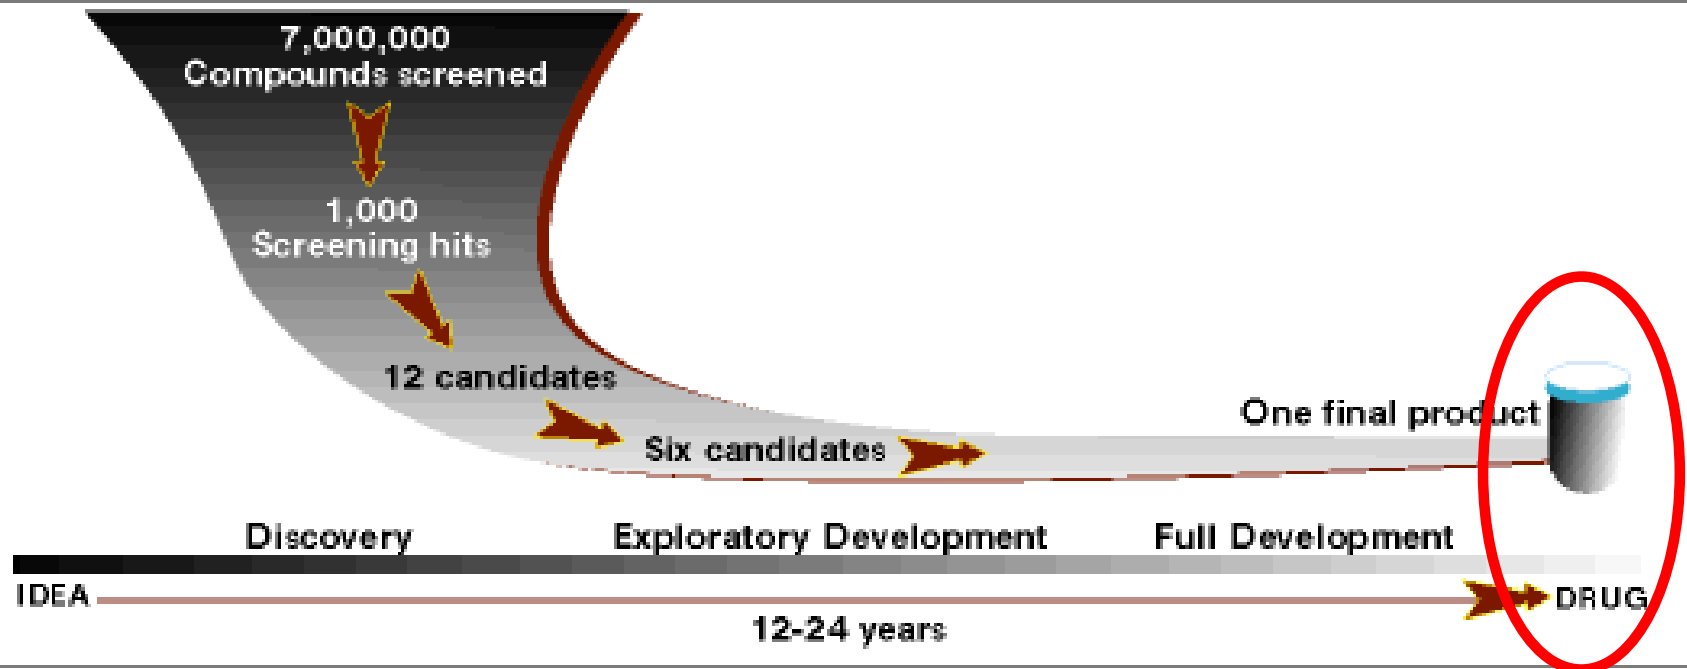 7,000,000
Compounds screened
1,000
Screening hits
12 candidates
Six candidates
One final product
Discovery
Exploratory Development
Full Development
IDEA
DRUG
12-24 years